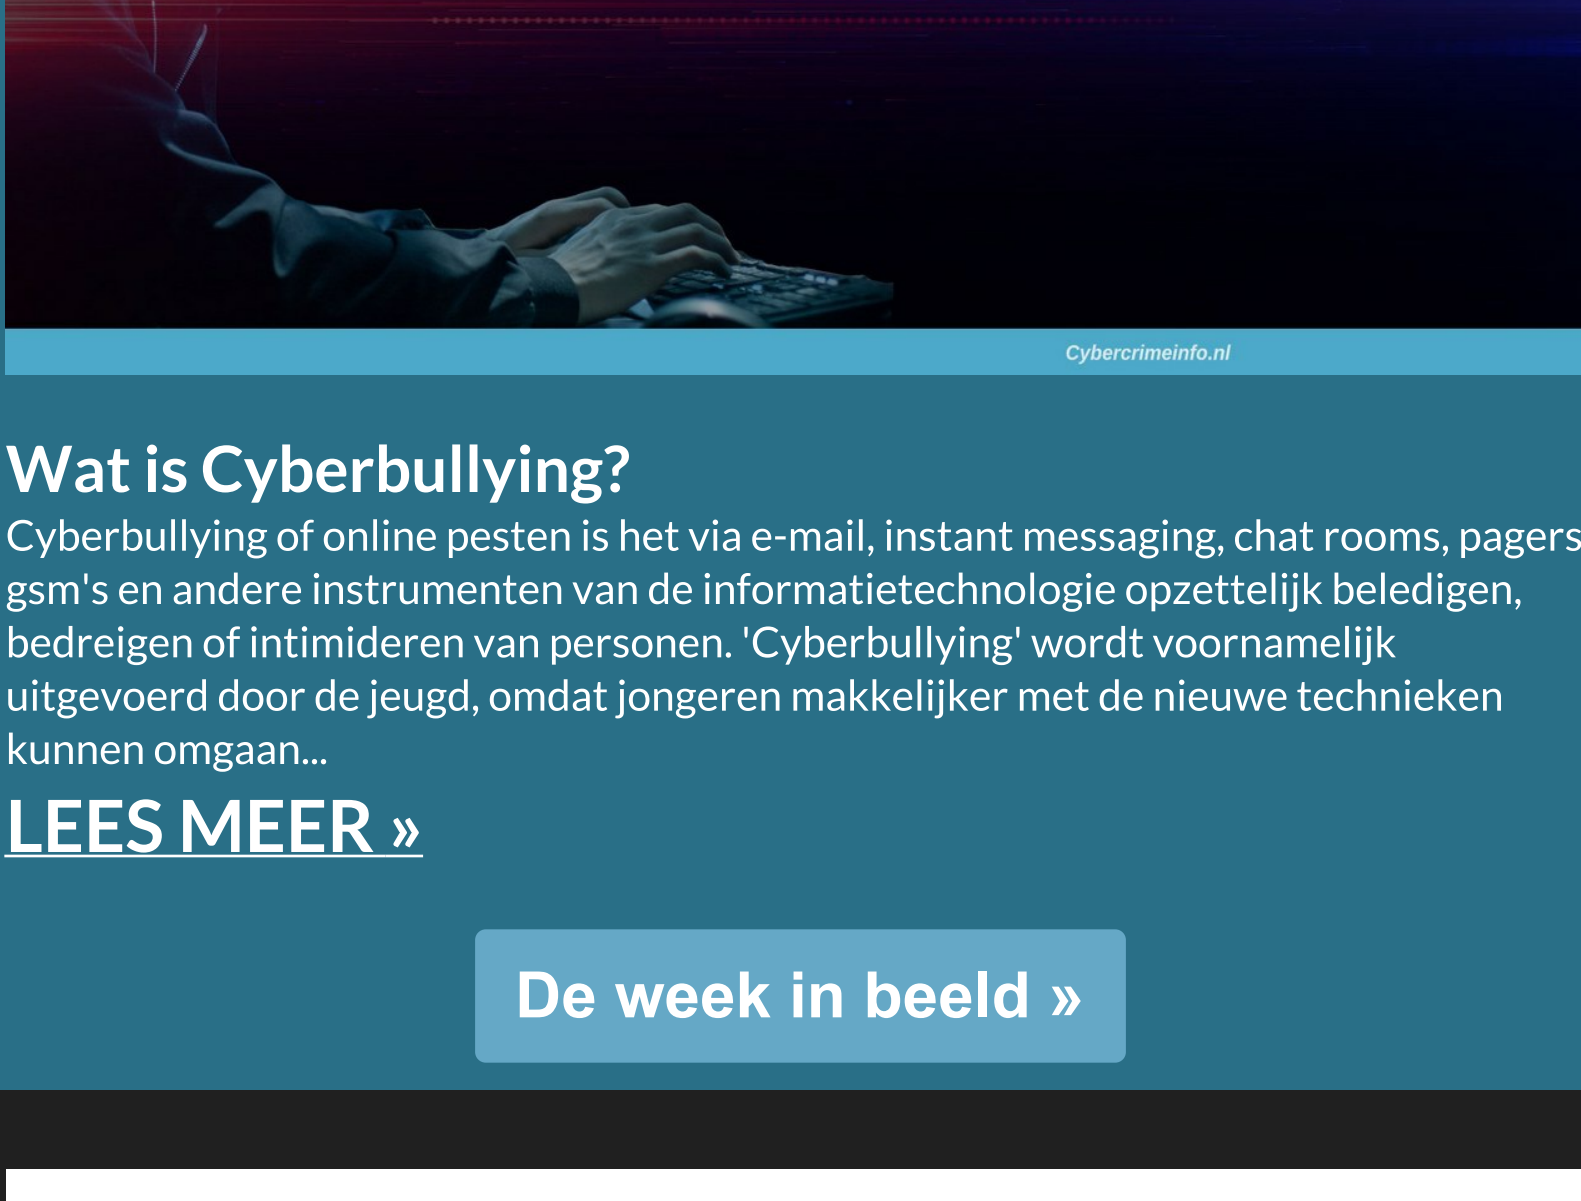 Cybercrimeinfo.nl
Wat is Cyberbullying?
Cyberbullying of online pesten is het via e-mail, instant messaging, chat rooms, pagers
gsm's en andere instrumenten van de informatietechnologie opzettelijk beledigen,
bedreigen of intimideren van personen. 'Cyberbullying' wordt voornamelijk
uitgevoerd door de jeugd, omdat jongeren makkelijker met de nieuwe technieken
kunnen omgaan...
LEES MEER »
De week in beeld »